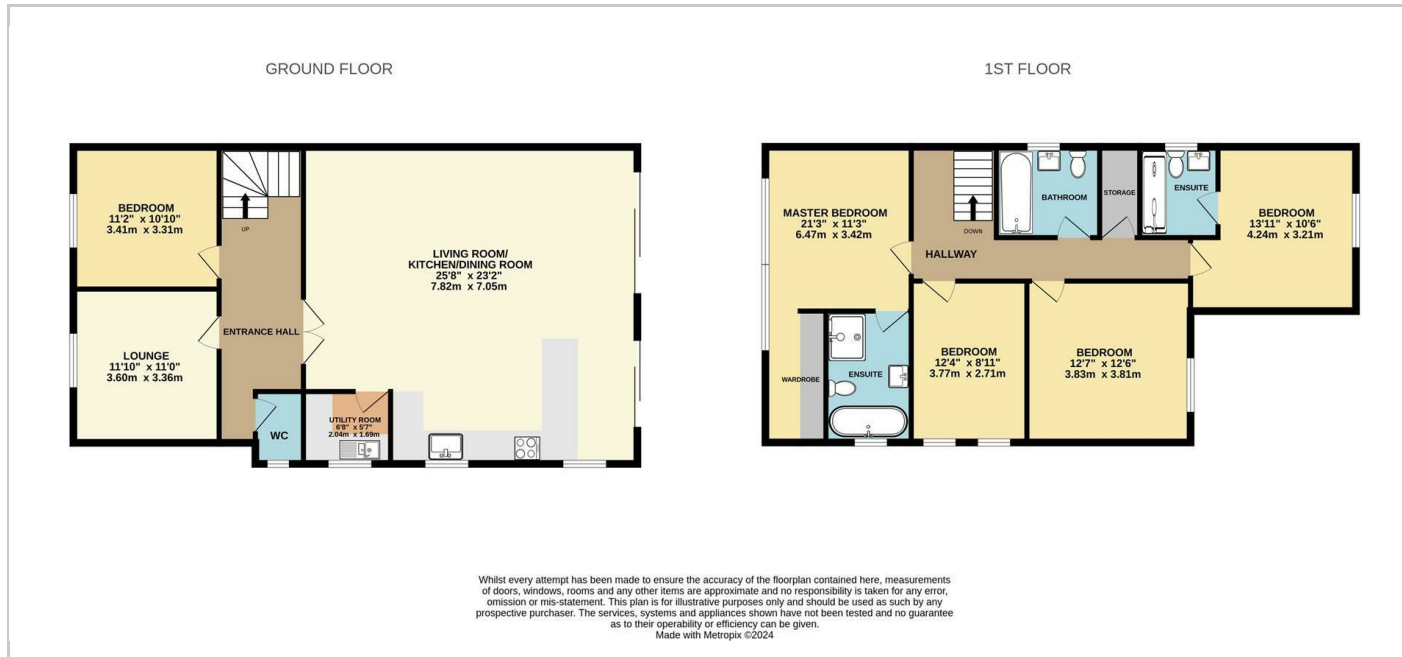 GROUND FLOOR
BEDROOM
11'2" x 10'10"
3.41m x 3.31m
UP
LIVING ROOM/
KITCHEN/DINING ROOM
25'8" x 23'2"
7.82m x 7.05m
ENTRANCE HALL
LOUNGE
11'10" x 11'0"
3.60m x 3.36m
WC
UTILITY ROOM
6'8" x 5'7"
2.04m x 1.69m
1ST FLOOR
MASTER BEDROOM
21'3" x 11'3"
6.47m x 3.42m
DOWN
HALLWAY
BATHROOM
STORAGE
ENSUITE
BEDROOM
13'11" x 10'6"
4.24m x 3.21m
WARDROBE
ENSUITE
BEDROOM
12'4" x 8'11"
3.77m x 2.71m
BEDROOM
12'7" x 12'6"
3.83m x 3.81m
Whilst every attempt has been made to ensure the accuracy of the floorplan contained here, measurements
of doors, windows, rooms and any other items are approximate and no responsibility is taken for any error,
omission or mis-statement. This plan is for illustrative purposes only and should be used as such by any
prospective purchaser. The services, systems and appliances shown have not been tested and no guarantee
as to their operability or efficiency can be given.
Made with Metropix ©2024